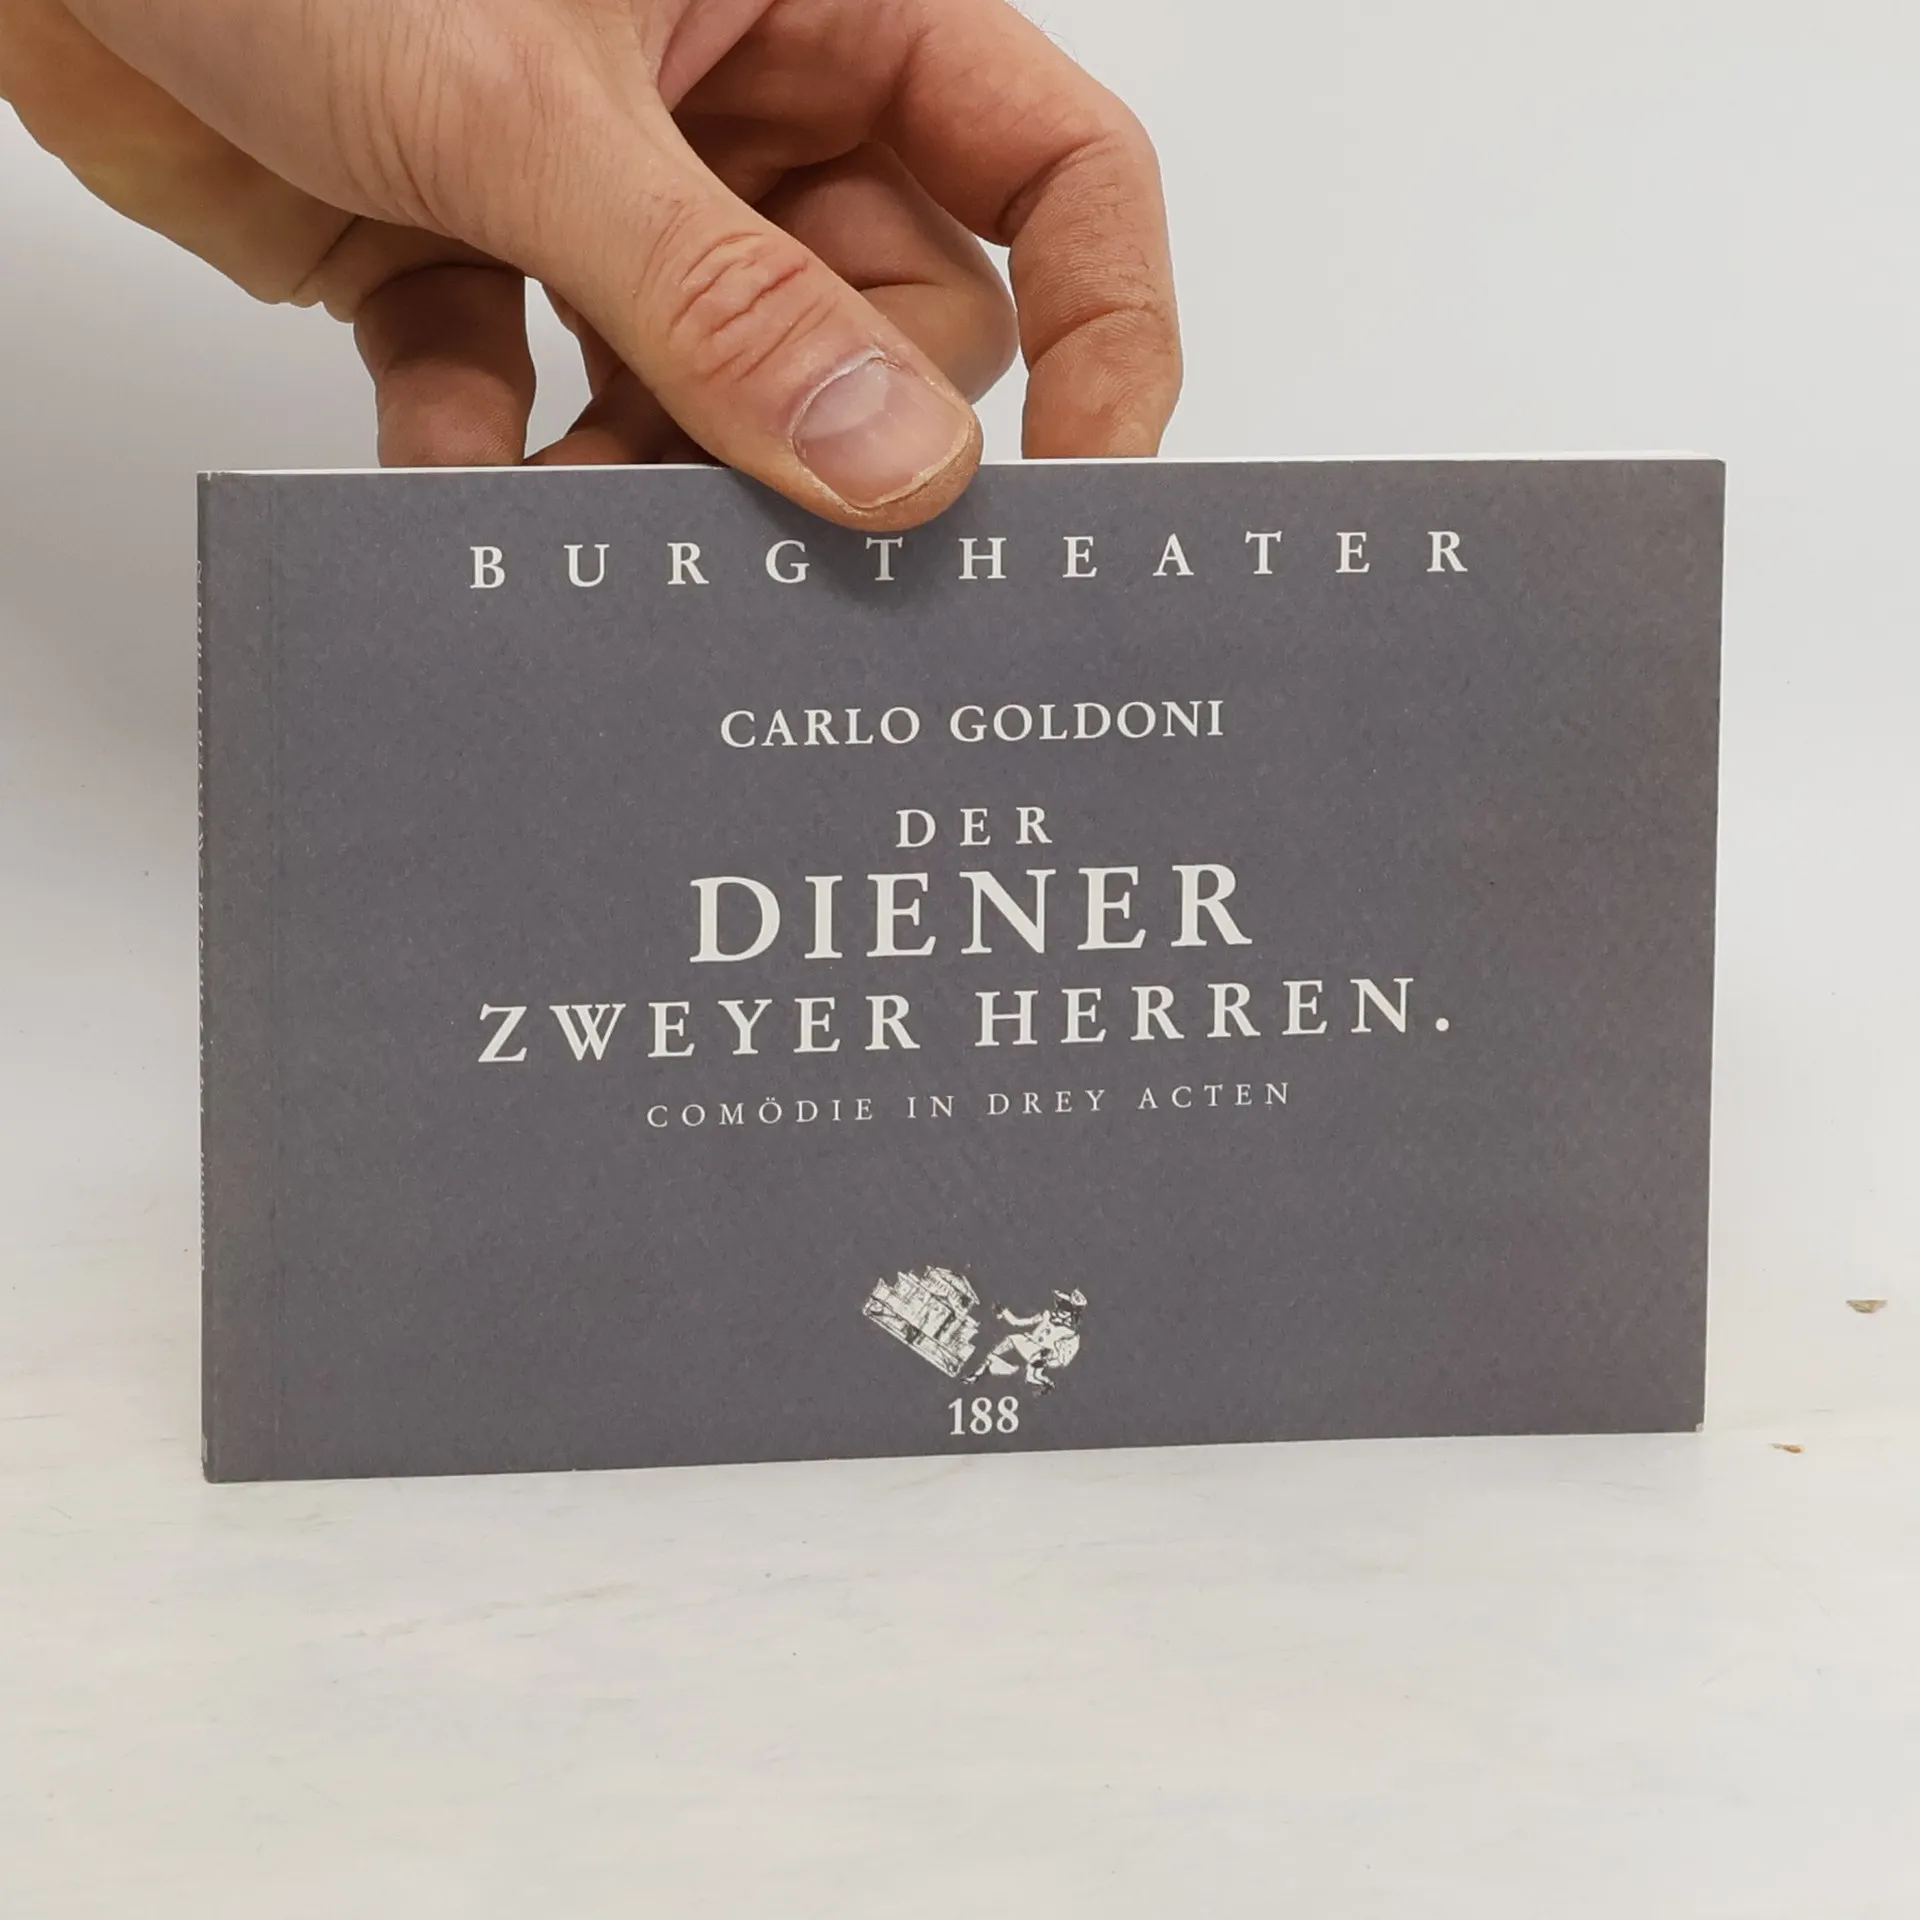 BURGTHEATER
CARLO GOLDONI
DER
DIENER
ZWEYER HERREN.
COMÖDIE IN DREY ACTEN
188